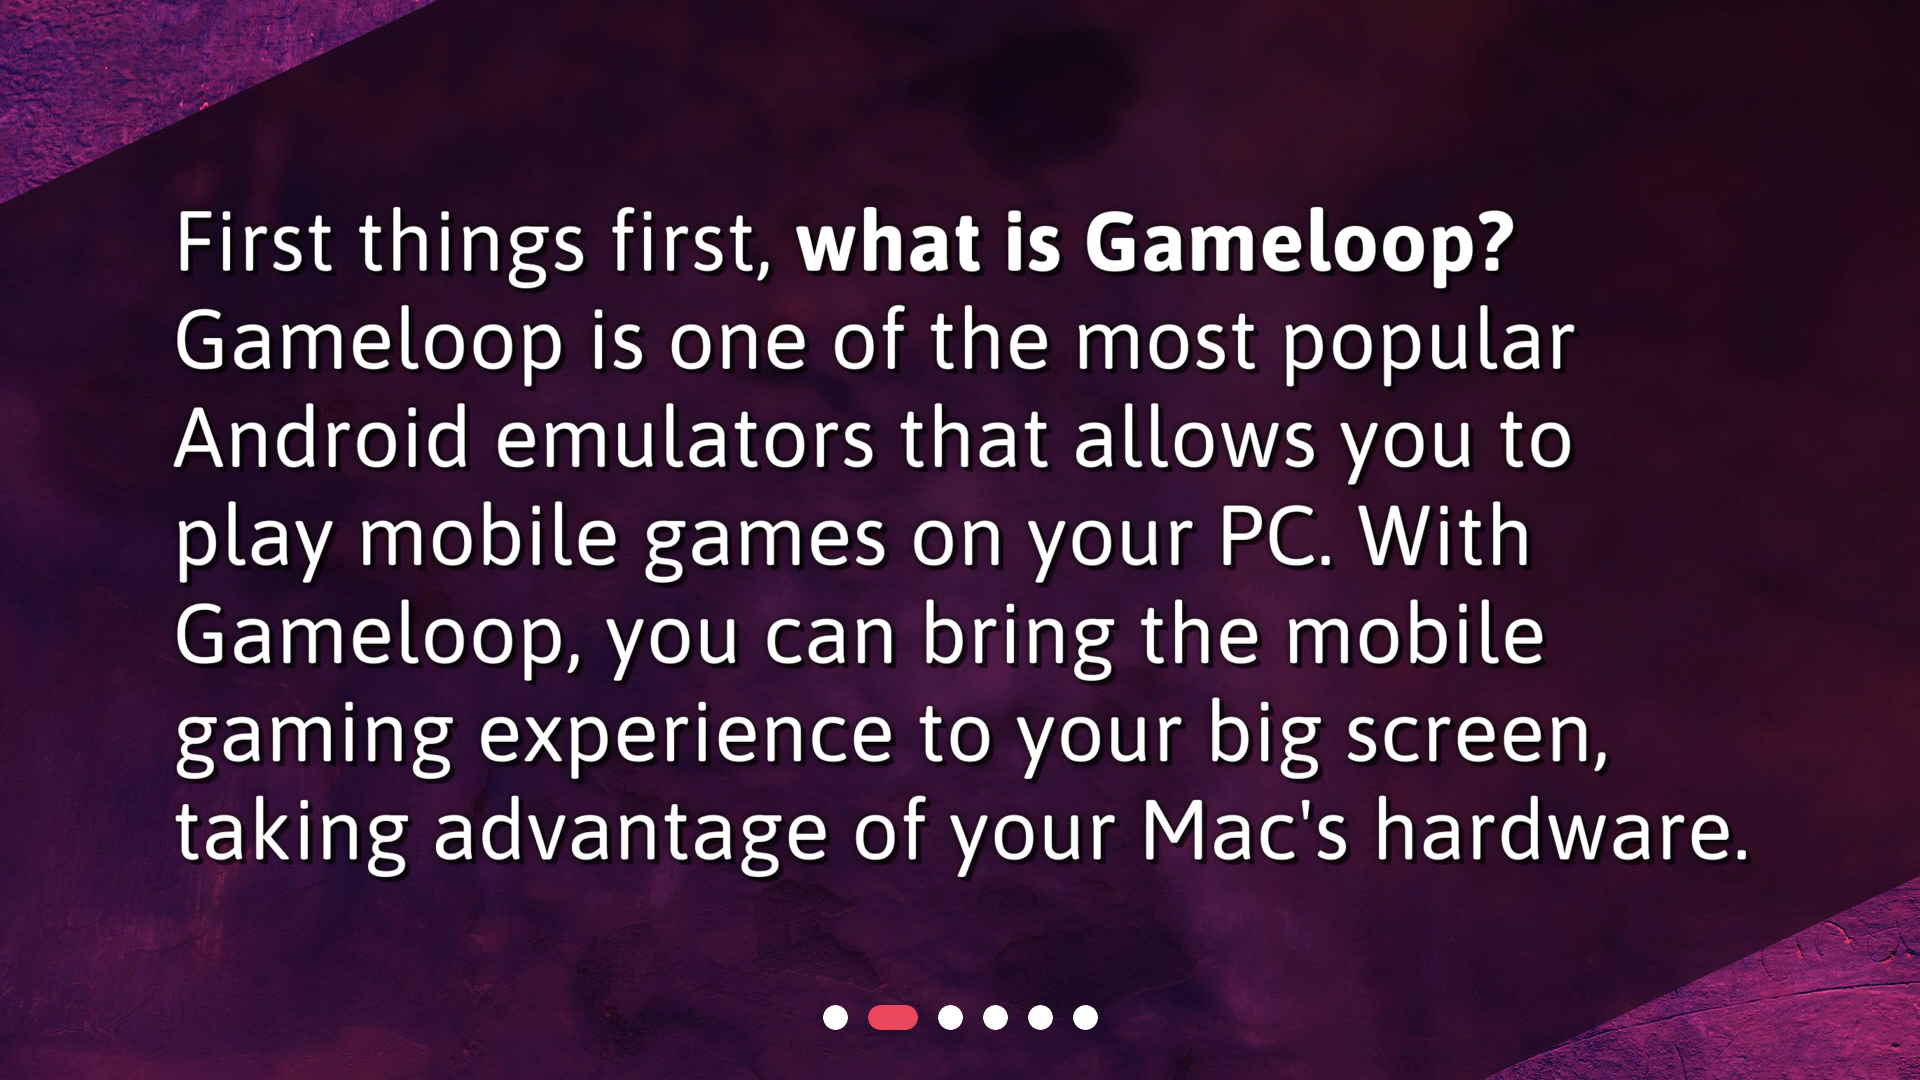 First things first, what is Gameloop?
Gameloop is one of the most popular
Android emulators that allows you to
play mobile games on your PC. With
Gameloop, you can bring the mobile
gaming experience to your big screen,
taking advantage of your Mac's hardware.